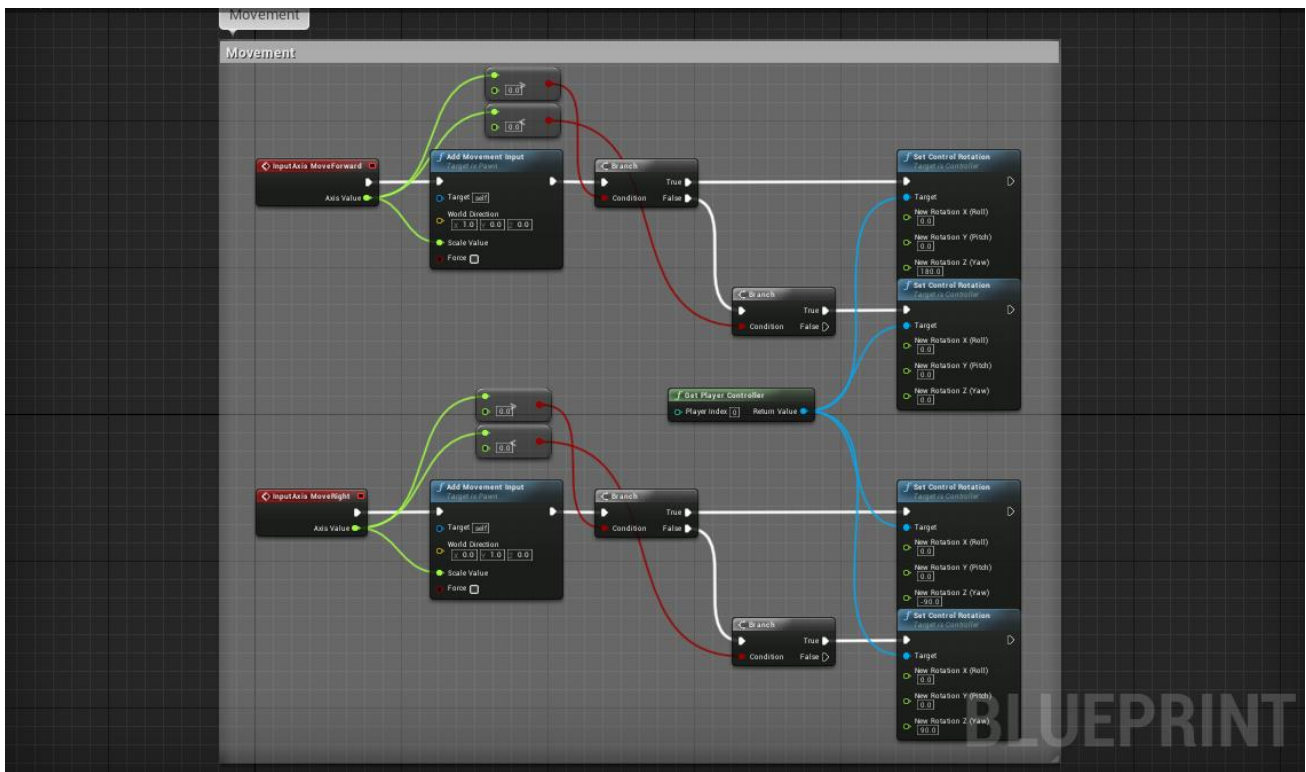 Movement
Movement
>
0.0
<
0.0
InputAxis MoveForward
Axis Value
Add Movement Input
Target is Pawn
Target self
World Direction
X 1.0 Y 0.0 Z 0.0
Scale Value
Force
Branch
True
Condition False
Set Control Rotation
Target is Controller
Target
New Rotation X (Roll)
0.0
New Rotation Y (Pitch)
0.0
New Rotation Z (Yaw)
180.0
Branch
True
Condition False
Set Control Rotation
Target is Controller
Target
New Rotation X (Roll)
0.0
New Rotation Y (Pitch)
0.0
New Rotation Z (Yaw)
0.0
Get Player Controller
Player Index 0 Return Value
>
0.0
<
0.0
InputAxis MoveRight
Axis Value
Add Movement Input
Target is Pawn
Target self
World Direction
X 0.0 Y 1.0 Z 0.0
Scale Value
Force
Branch
True
Condition False
Set Control Rotation
Target is Controller
Target
New Rotation X (Roll)
0.0
New Rotation Y (Pitch)
0.0
New Rotation Z (Yaw)
-90.0
Branch
True
Condition False
Set Control Rotation
Target is Controller
Target
New Rotation X (Roll)
0.0
New Rotation Y (Pitch)
0.0
New Rotation Z (Yaw)
90.0
BLUEPRINT